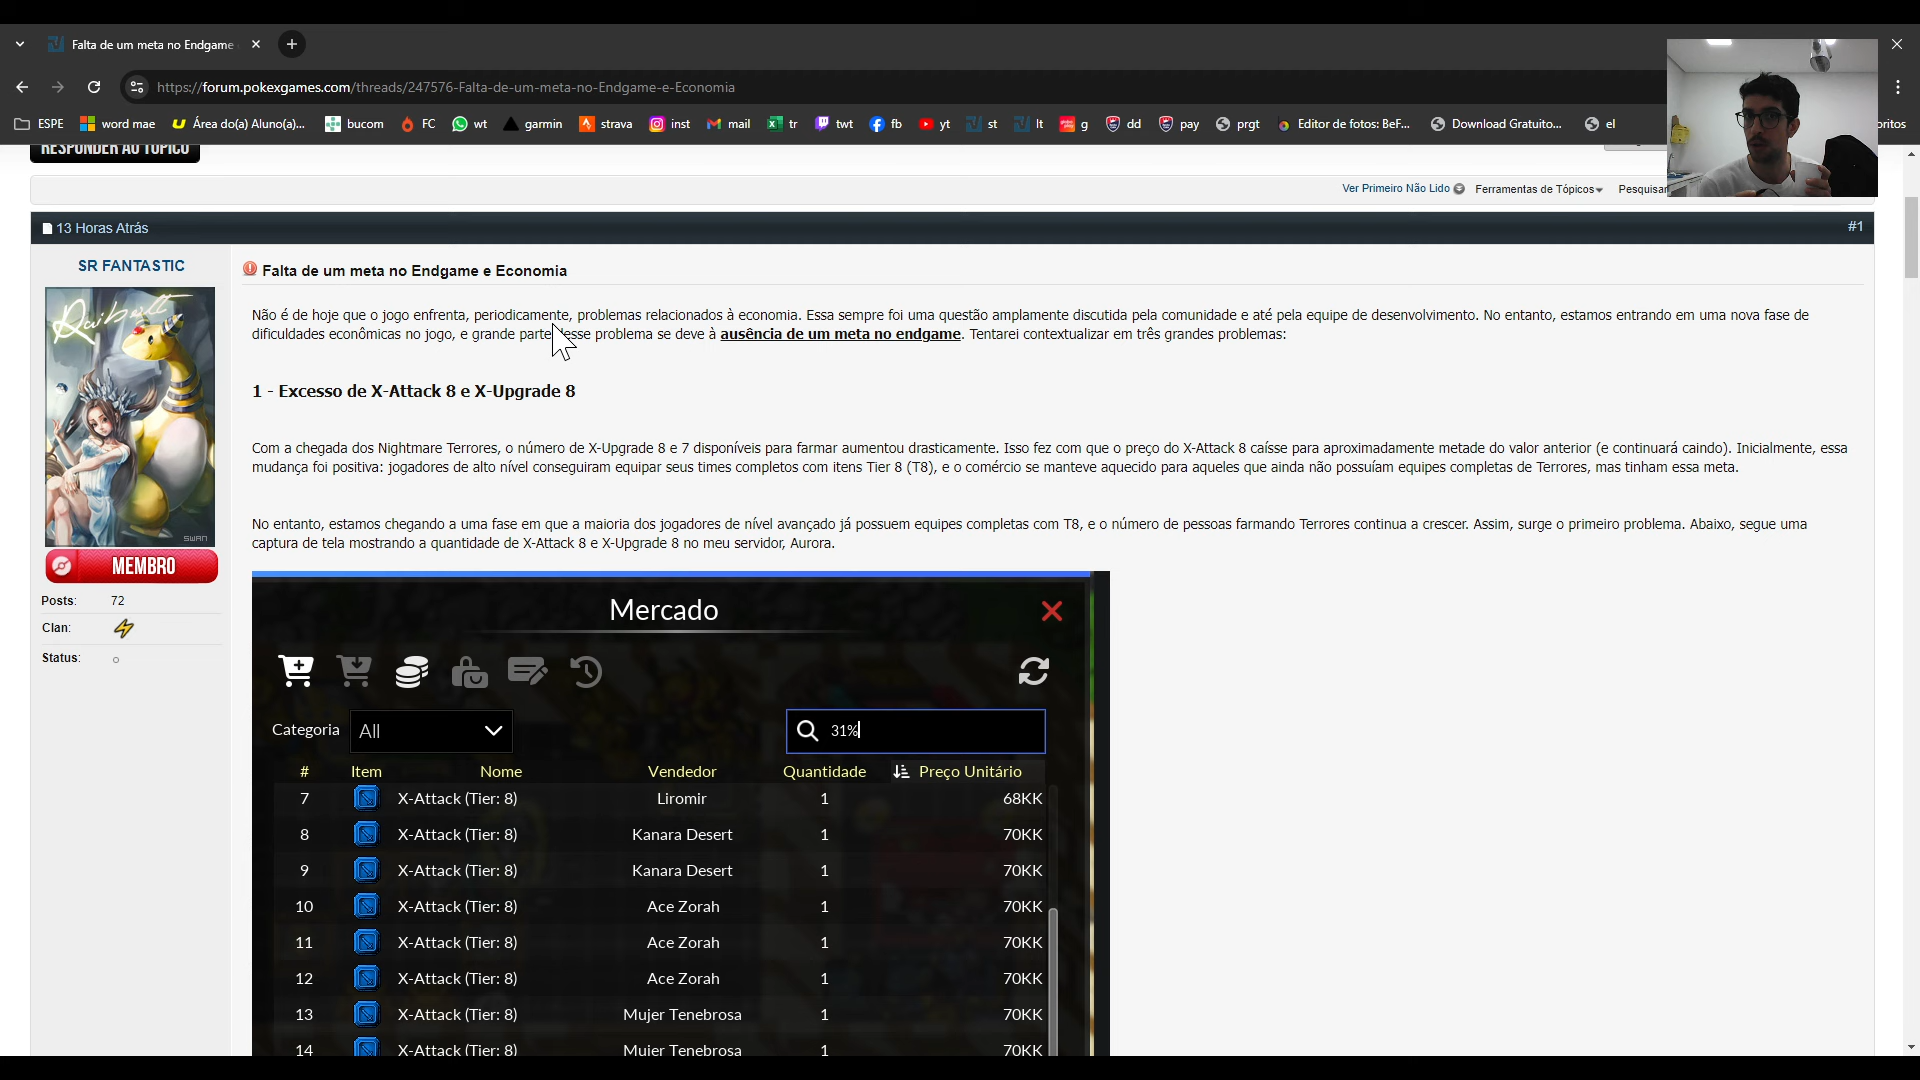 Falta de um meta no Endgame
https://forum.pokexgames.com/threads/247576-Falta-de-um-meta-no-Endgame-e-Economia
ESPE word mae Área do(a) Aluno(a)... bucom FC wt garmin strava inst mail tr twt fb yt st lt g dd pay prgt Editor de fotos: BeF... Download Gratuito... el
RESPONDER AO TÓPICO
Ver Primeiro Não Lido Ferramentas de Tópicos
13 Horas Atrás #1
SR FANTASTIC
MEMBRO
Posts: 72
Clan:
Status:
Falta de um meta no Endgame e Economia
Não é de hoje que o jogo enfrenta, periodicamente, problemas relacionados à economia. Essa sempre foi uma questão amplamente discutida pela comunidade e até pela equipe de desenvolvimento. No entanto, estamos entrando em uma nova fase de
dificuldades econômicas no jogo, e grande parte desse problema se deve à ausência de um meta no endgame. Tentarei contextualizar em três grandes problemas:
1 - Excesso de X-Attack 8 e X-Upgrade 8
Com a chegada dos Nightmare Terrores, o número de X-Upgrade 8 e 7 disponíveis para farmar aumentou drasticamente. Isso fez com que o preço do X-Attack 8 caísse para aproximadamente metade do valor anterior (e continuará caindo). Inicialmente, essa
mudança foi positiva: jogadores de alto nível conseguiram equipar seus times completos com itens Tier 8 (T8), e o comércio se manteve aquecido para aqueles que ainda não possuíam equipes completas de Terrores, mas tinham essa meta.
No entanto, estamos chegando a uma fase em que a maioria dos jogadores de nível avançado já possuem equipes completas com T8, e o número de pessoas farmando Terrores continua a crescer. Assim, surge o primeiro problema. Abaixo, segue uma
captura de tela mostrando a quantidade de X-Attack 8 e X-Upgrade 8 no meu servidor, Aurora.
Mercado
Categoria All 31%
# Item Nome Vendedor Quantidade Preço Unitário
7 X-Attack (Tier: 8) Liromir 1 68KK
8 X-Attack (Tier: 8) Kanara Desert 1 70KK
9 X-Attack (Tier: 8) Kanara Desert 1 70KK
10 X-Attack (Tier: 8) Ace Zorah 1 70KK
11 X-Attack (Tier: 8) Ace Zorah 1 70KK
12 X-Attack (Tier: 8) Ace Zorah 1 70KK
13 X-Attack (Tier: 8) Mujer Tenebrosa 1 70KK
14 X-Attack (Tier: 8) Mujer Tenebrosa 1 70KK